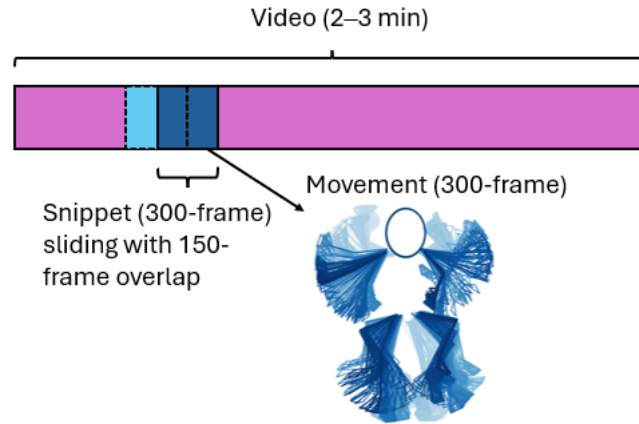 Video (2–3 min)
Movement (300-frame)
Snippet (300-frame)
sliding with 150-
frame overlap